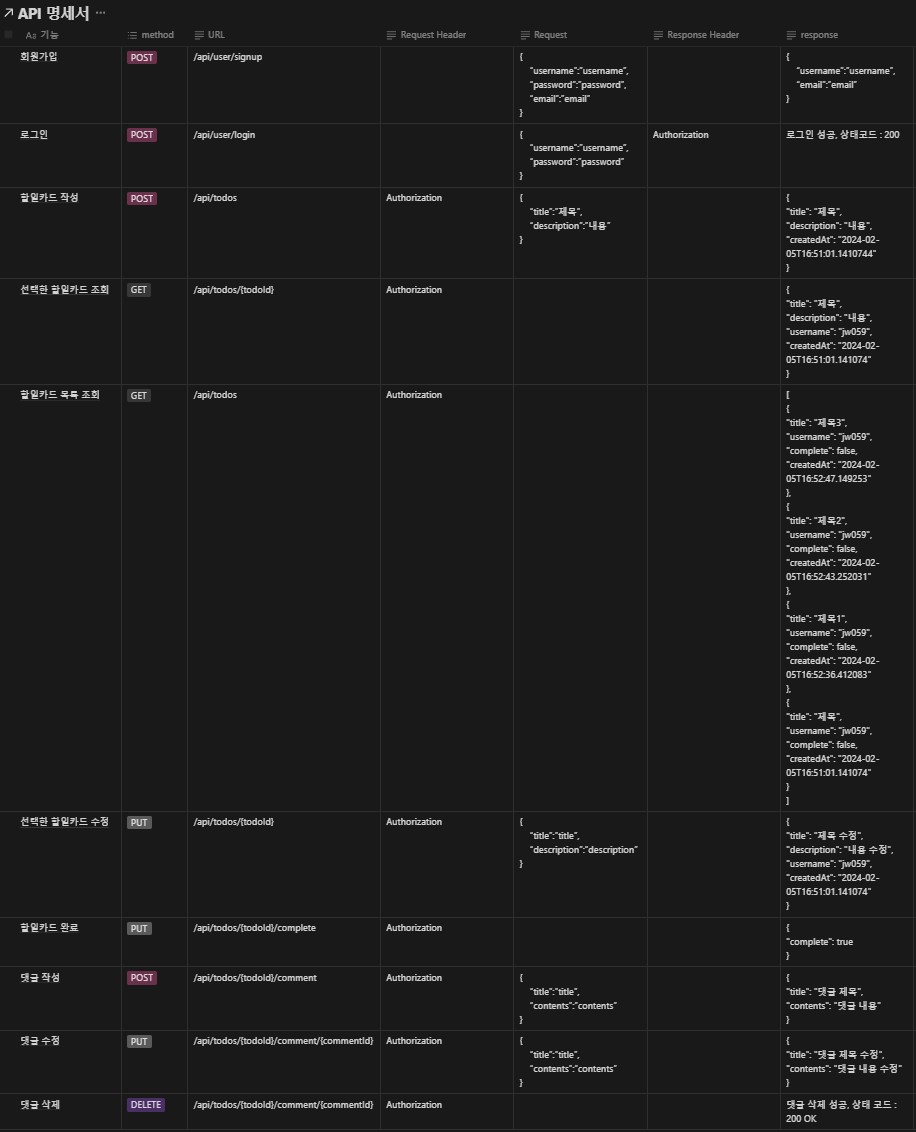 API 명세서 ···
기능 method URL Request Header Request Response Header response
회원가입 POST /api/user/signup { {
"username":"username", "username":"username",
"password":"password", "email":"email"
"email":"email" }
}
로그인 POST /api/user/login { Authorization 로그인 성공, 상태코드 : 200
"username":"username",
"password":"password"
}
할일카드 작성 POST /api/todos Authorization { {
"title":"제목", "title": "제목",
"description":"내용" "description": "내용",
} "createdAt": "2024-02-
05T16:51:01.1410744"
}
선택한 할일카드 조회 GET /api/todos/{todoId} Authorization {
"title": "제목",
"description": "내용",
"username": "jw059",
"createdAt": "2024-02-
05T16:51:01.141074"
}
할일카드 목록 조회 GET /api/todos Authorization [
{
"title": "제목3",
"username": "jw059",
"complete": false,
"createdAt": "2024-02-
05T16:52:47.149253"
},
{
"title": "제목2",
"username": "jw059",
"complete": false,
"createdAt": "2024-02-
05T16:52:43.252031"
},
{
"title": "제목1",
"username": "jw059",
"complete": false,
"createdAt": "2024-02-
05T16:52:36.412083"
},
{
"title": "제목",
"username": "jw059",
"complete": false,
"createdAt": "2024-02-
05T16:51:01.141074"
}
]
선택한 할일카드 수정 PUT /api/todos/{todoId} Authorization { {
"title":"title", "title": "제목 수정",
"description":"description" "description": "내용 수정",
} "username": "jw059",
"createdAt": "2024-02-
05T16:51:01.141074"
}
할일카드 완료 PUT /api/todos/{todoId}/complete Authorization {
"complete": true
}
댓글 작성 POST /api/todos/{todoId}/comment Authorization { {
"title":"title", "title": "댓글 제목",
"contents":"contents" "contents": "댓글 내용"
} }
댓글 수정 PUT /api/todos/{todoId}/comment/{commentId} Authorization { {
"title":"title", "title": "댓글 제목 수정",
"contents":"contents" "contents": "댓글 내용 수정"
} }
댓글 삭제 DELETE /api/todos/{todoId}/comment/{commentId} Authorization 댓글 삭제 성공, 상태 코드 :
200 OK